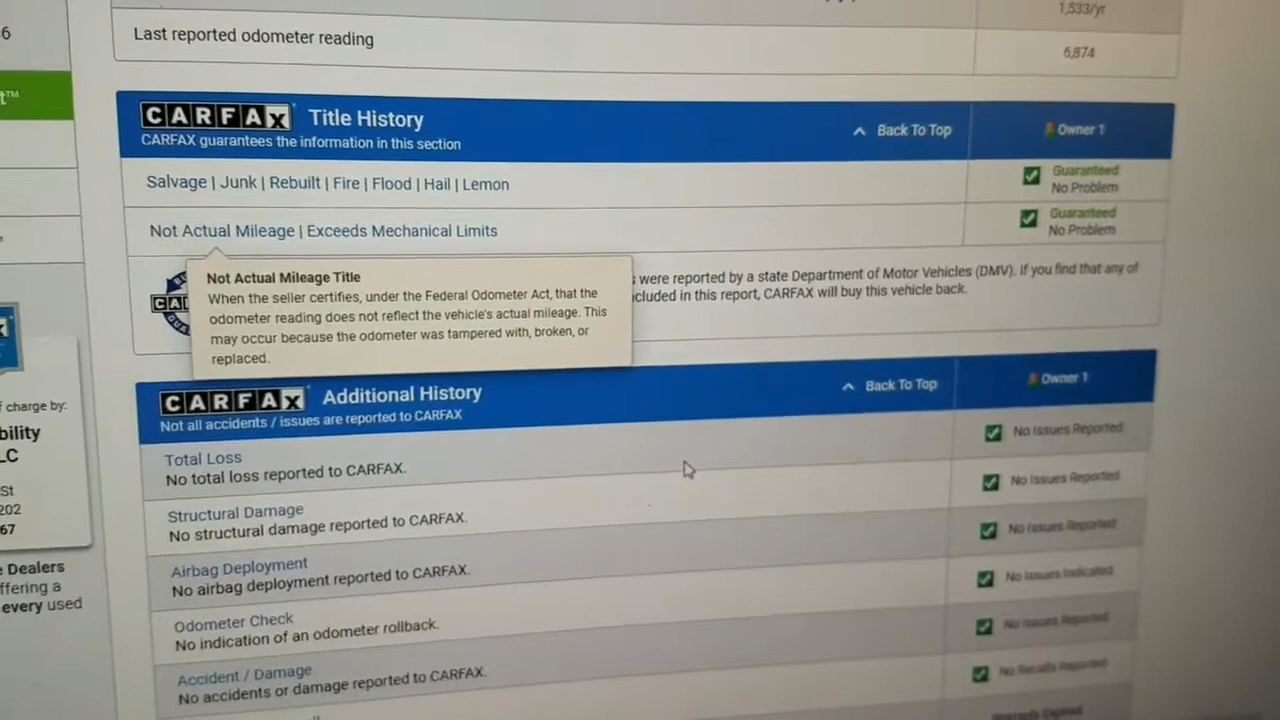 1,533/yr
6
Last reported odometer reading
6,874
t™
CARFAX Title History
CARFAX guarantees the information in this section
Back To Top
Owner 1
Salvage | Junk | Rebuilt | Fire | Flood | Hail | Lemon
Guaranteed
No Problem
Not Actual Mileage | Exceeds Mechanical Limits
Guaranteed
No Problem
Not Actual Mileage Title
When the seller certifies, under the Federal Odometer Act, that the
odometer reading does not reflect the vehicle's actual mileage. This
may occur because the odometer was tampered with, broken, or
replaced.
were reported by a state Department of Motor Vehicles (DMV). If you find that any of
cluded in this report, CARFAX will buy this vehicle back.
CAR
CARFAX Additional History
Not all accidents / issues are reported to CARFAX
Back To Top
Owner 1
f charge by:
bility
LC
St
202
67
Dealers
ffering a
every used
Total Loss
No total loss reported to CARFAX.
No Issues Reported
Structural Damage
No structural damage reported to CARFAX.
No Issues Reported
Airbag Deployment
No airbag deployment reported to CARFAX.
No Issues Reported
Odometer Check
No indication of an odometer rollback.
No Issues Indicated
Accident / Damage
No accidents or damage reported to CARFAX.
No Issues Reported
No Recalls Reported
Warranty Expired